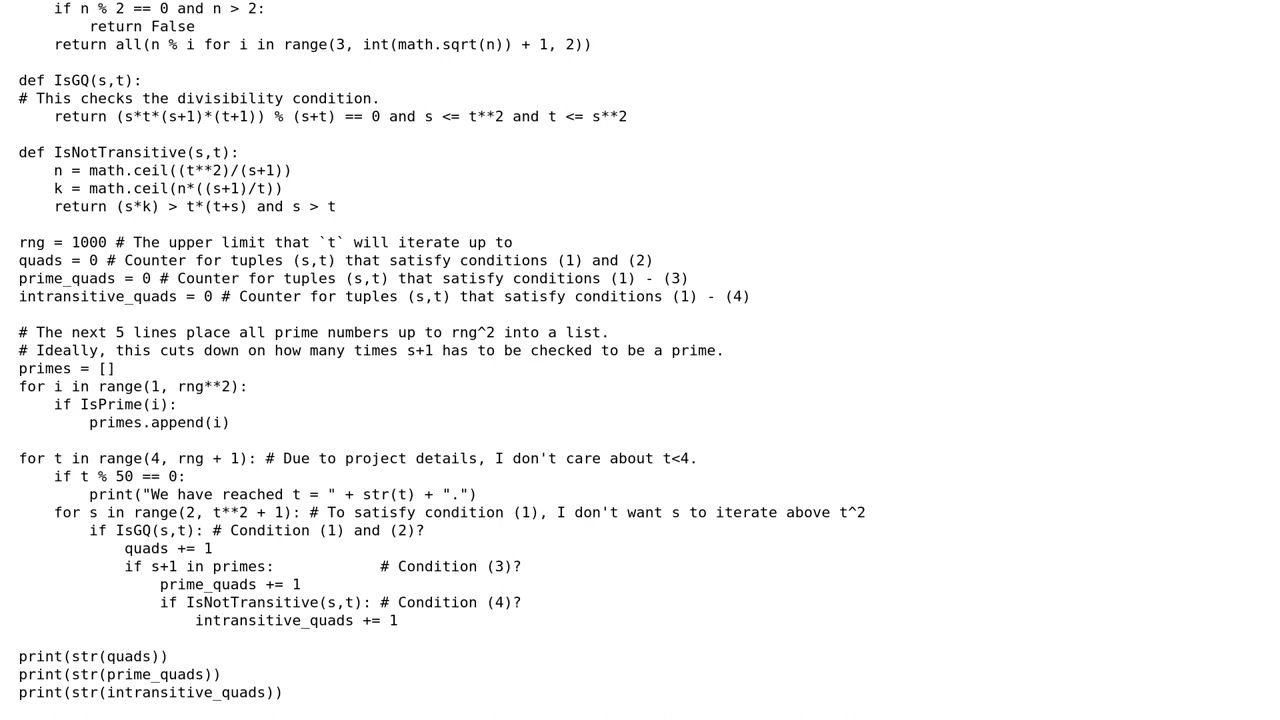 if n % 2 == 0 and n > 2:
        return False
    return all(n % i for i in range(3, int(math.sqrt(n)) + 1, 2))

def IsGQ(s,t):
# This checks the divisibility condition.
    return (s*t*(s+1)*(t+1)) % (s+t) == 0 and s <= t**2 and t <= s**2

def IsNotTransitive(s,t):
    n = math.ceil((t**2)/(s+1))
    k = math.ceil(n*((s+1)/t))
    return (s*k) > t*(t+s) and s > t

rng = 1000 # The upper limit that `t` will iterate up to
quads = 0 # Counter for tuples (s,t) that satisfy conditions (1) and (2)
prime_quads = 0 # Counter for tuples (s,t) that satisfy conditions (1) - (3)
intransitive_quads = 0 # Counter for tuples (s,t) that satisfy conditions (1) - (4)

# The next 5 lines place all prime numbers up to rng^2 into a list.
# Ideally, this cuts down on how many times s+1 has to be checked to be a prime.
primes = []
for i in range(1, rng**2):
    if IsPrime(i):
        primes.append(i)

for t in range(4, rng + 1): # Due to project details, I don't care about t<4.
    if t % 50 == 0:
        print("We have reached t = " + str(t) + ".")
    for s in range(2, t**2 + 1): # To satisfy condition (1), I don't want s to iterate above t^2
        if IsGQ(s,t): # Condition (1) and (2)?
            quads += 1
            if s+1 in primes:            # Condition (3)?
                prime_quads += 1
                if IsNotTransitive(s,t): # Condition (4)?
                    intransitive_quads += 1

print(str(quads))
print(str(prime_quads))
print(str(intransitive_quads))